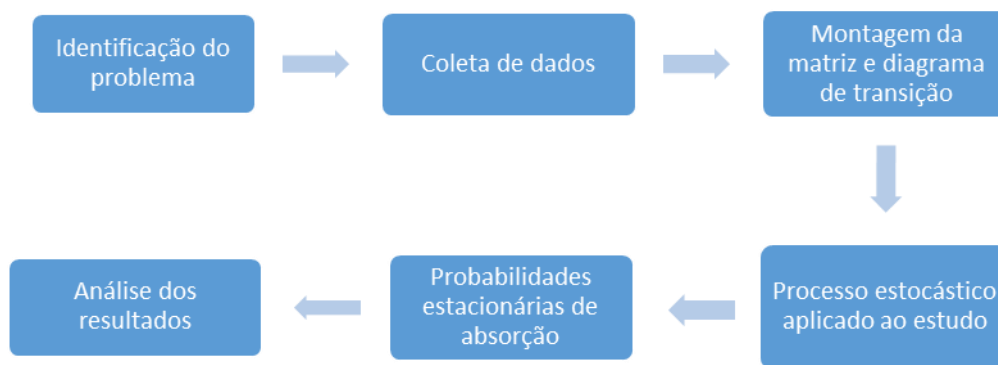 Identificação do
problema
Coleta de dados
Montagem da
matriz e diagrama
de transição
Processo estocástico
aplicado ao estudo
Probabilidades
estacionárias de
absorção
Análise dos
resultados